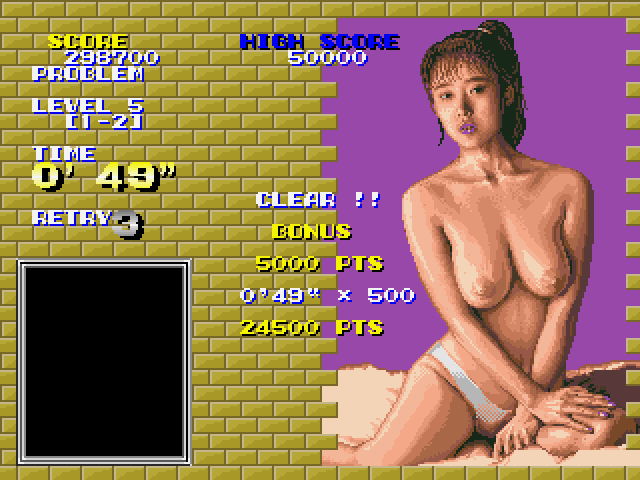 SCORE
298700
HIGH SCORE
50000
PROBLEM
LEVEL 5
[1-2]
TIME
0' 49"
RETRY 3
CLEAR !!
BONUS
5000 PTS
0'49" × 500
24500 PTS